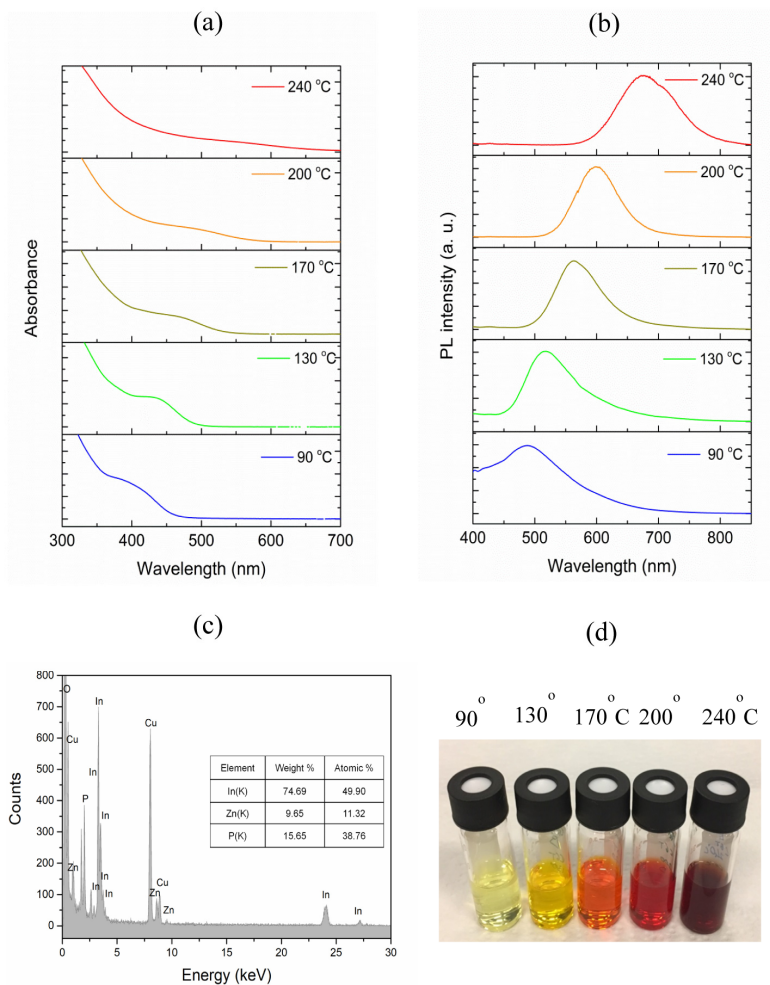 (a)
240 °C
200 °C
170 °C
130 °C
90 °C
Absorbance
300 400 500 600 700
Wavelength (nm)
(b)
240 °C
200 °C
170 °C
130 °C
90 °C
PL intensity (a. u.)
400 500 600 700 800
Wavelength (nm)
(c)
800
700
600
500
400
300
200
100
0
Counts
O
Cu
Zn
P
In
In
In
In
In
In
Cu
Zn
Cu
Zn
In
In
Element Weight % Atomic %
In(K) 74.69 49.90
Zn(K) 9.65 11.32
P(K) 15.65 38.76
0 5 10 15 20 25 30
Energy (keV)
(d)
90° 130° 170° C 200° 240° C